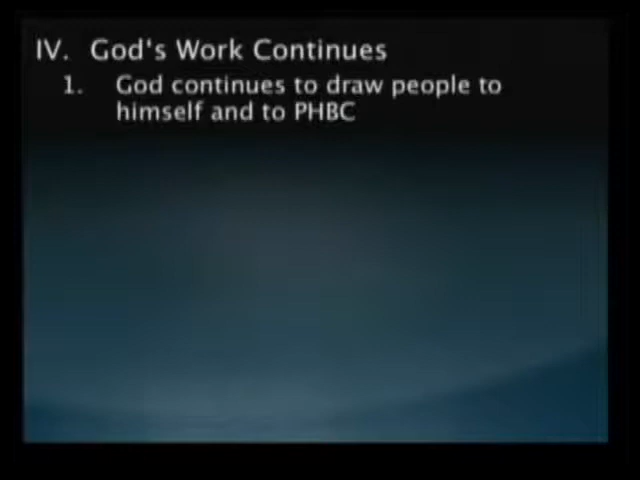 IV. God's Work Continues
1. God continues to draw people to
himself and to PHBC